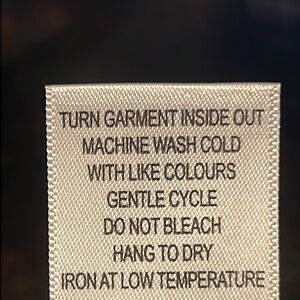 TURN GARMENT INSIDE OUT
MACHINE WASH COLD
WITH LIKE COLOURS
GENTLE CYCLE
DO NOT BLEACH
HANG TO DRY
IRON AT LOW TEMPERATURE